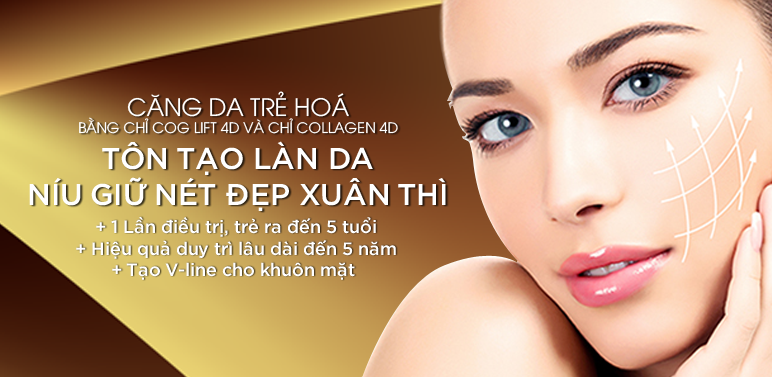 CĂNG DA TRẺ HOÁ
BẰNG CHỈ COG LIFT 4D VÀ CHỈ COLLAGEN 4D
TÔN TẠO LÀN DA
NÍU GIỮ NÉT ĐẸP XUÂN THÌ
+ 1 Lần điều trị, trẻ ra đến 5 tuổi
+ Hiệu quả duy trì lâu dài đến 5 năm
+ Tạo V-line cho khuôn mặt